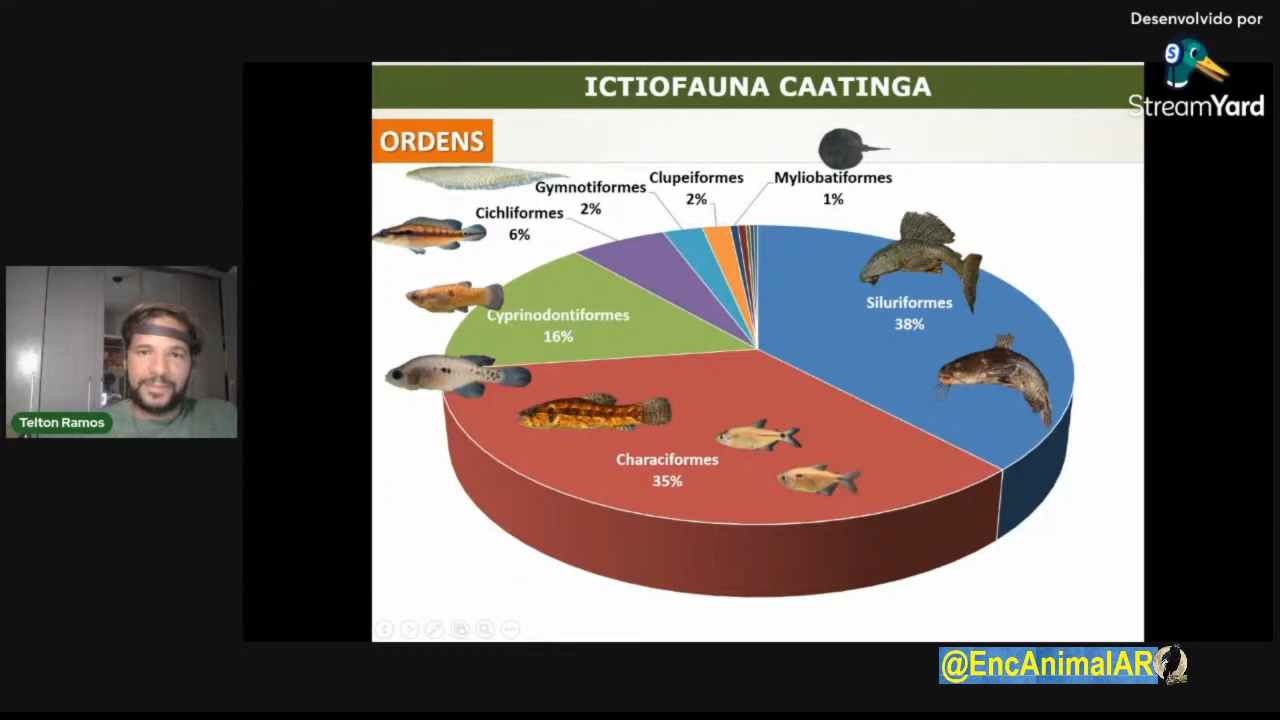 Desenvolvido por
StreamYard
ICTIOFAUNA CAATINGA
ORDENS
Gymnotiformes
2%
Clupeiformes
2%
Myliobatiformes
1%
Cichliformes
6%
Siluriformes
38%
Cyprinodontiformes
16%
Characiformes
35%
Telton Ramos
@EncAnimalAR